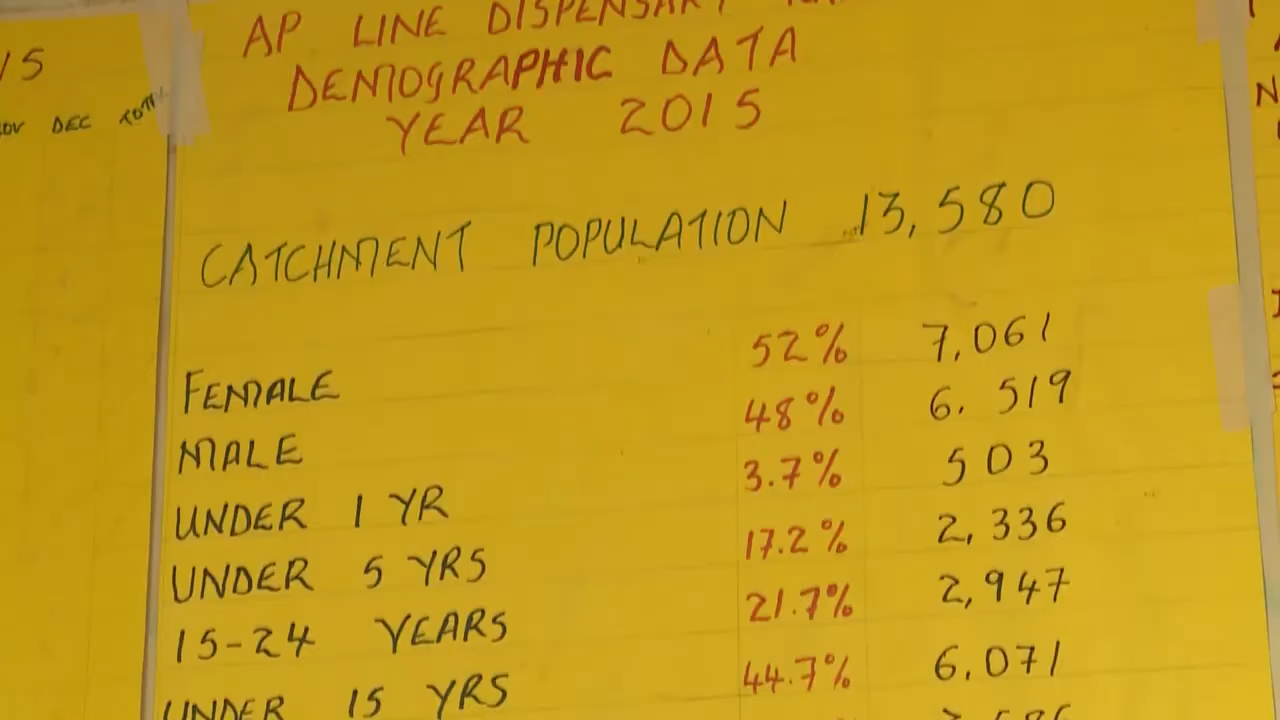 15
DEC TOTAL
AP LINE DISPENSARY
DEMOGRAPHIC DATA
YEAR 2015
CATCHMENT POPULATION 13,580
FEMALE 52% 7,061
MALE 48% 6.519
UNDER 1 YR 3.7% 503
UNDER 5 YRS 17.2% 2,336
15-24 YEARS 21.7% 2,947
UNDER 15 YRS 44.7% 6.071